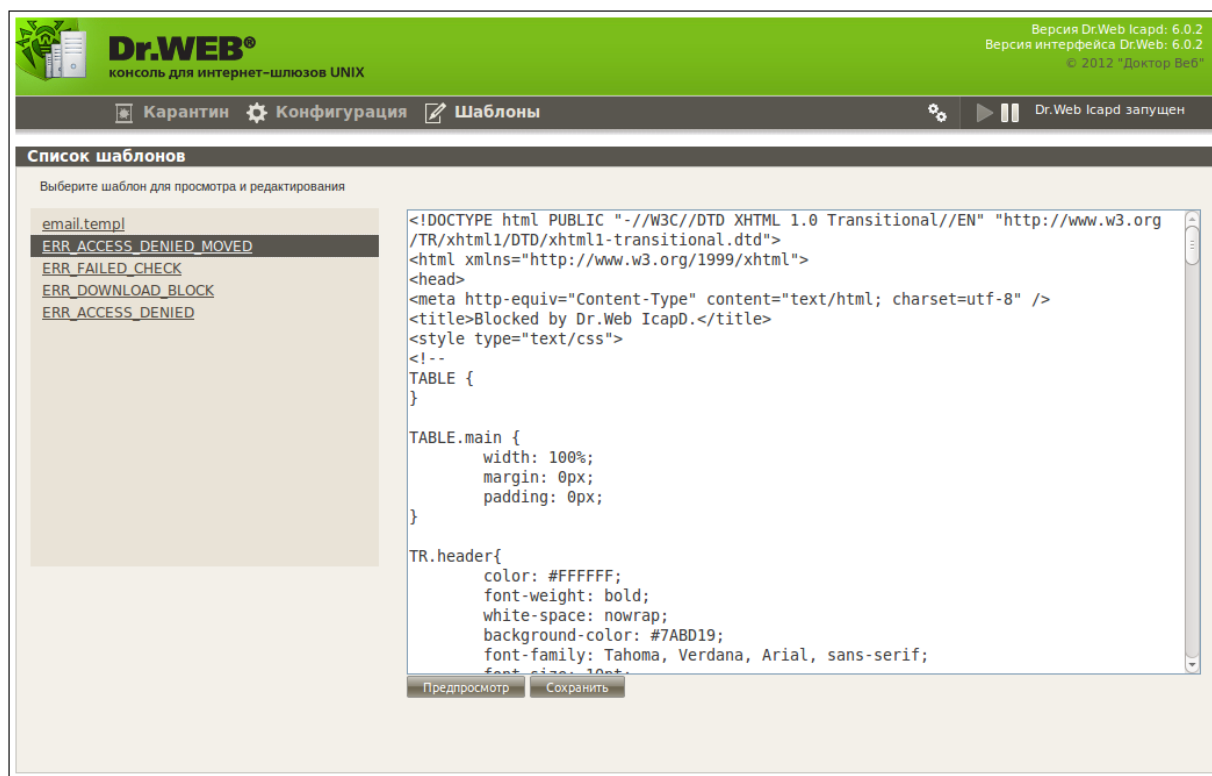 Dr.WEB®
консоль для интернет-шлюзов UNIX
Версия Dr.Web Icapd: 6.0.2
Версия интерфейса Dr.Web: 6.0.2
© 2012 "Доктор Веб"
Карантин Конфигурация Шаблоны
Dr.Web Icapd запущен
Список шаблонов
Выберите шаблон для просмотра и редактирования
email.templ
ERR_ACCESS_DENIED_MOVED
ERR_FAILED_CHECK
ERR_DOWNLOAD_BLOCK
ERR_ACCESS_DENIED
<!DOCTYPE html PUBLIC "-//W3C//DTD XHTML 1.0 Transitional//EN" "http://www.w3.org
/TR/xhtml1/DTD/xhtml1-transitional.dtd">
<html xmlns="http://www.w3.org/1999/xhtml">
<head>
<meta http-equiv="Content-Type" content="text/html; charset=utf-8" />
<title>Blocked by Dr.Web IcapD.</title>
<style type="text/css">
<!--
TABLE {
}
TABLE.main {
width: 100%;
margin: 0px;
padding: 0px;
}
TR.header{
color: #FFFFFF;
font-weight: bold;
white-space: nowrap;
background-color: #7ABD19;
font-family: Tahoma, Verdana, Arial, sans-serif;
font-size: 10pt;
Предпросмотр Сохранить